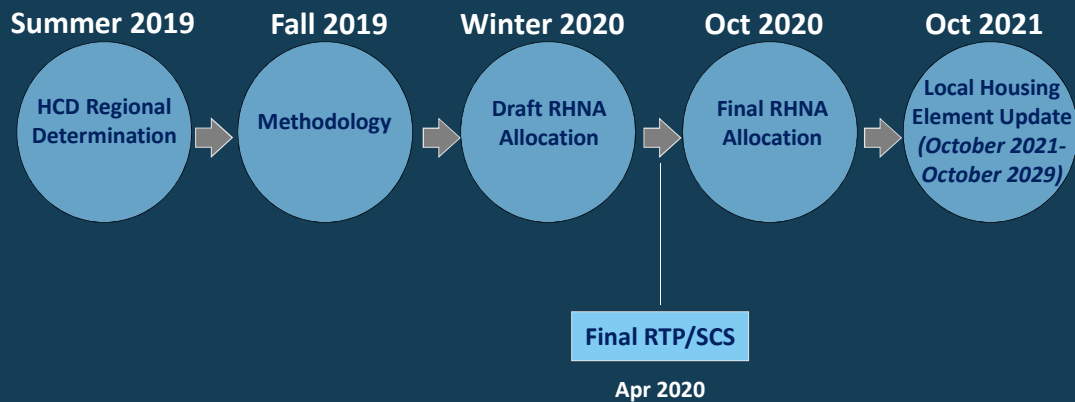 Summer 2019
Fall 2019
Winter 2020
Oct 2020
Oct 2021
HCD Regional
Determination
Methodology
Draft RHNA
Allocation
Final RHNA
Allocation
Local Housing
Element Update
(October 2021-
October 2029)
Final RTP/SCS
Apr 2020